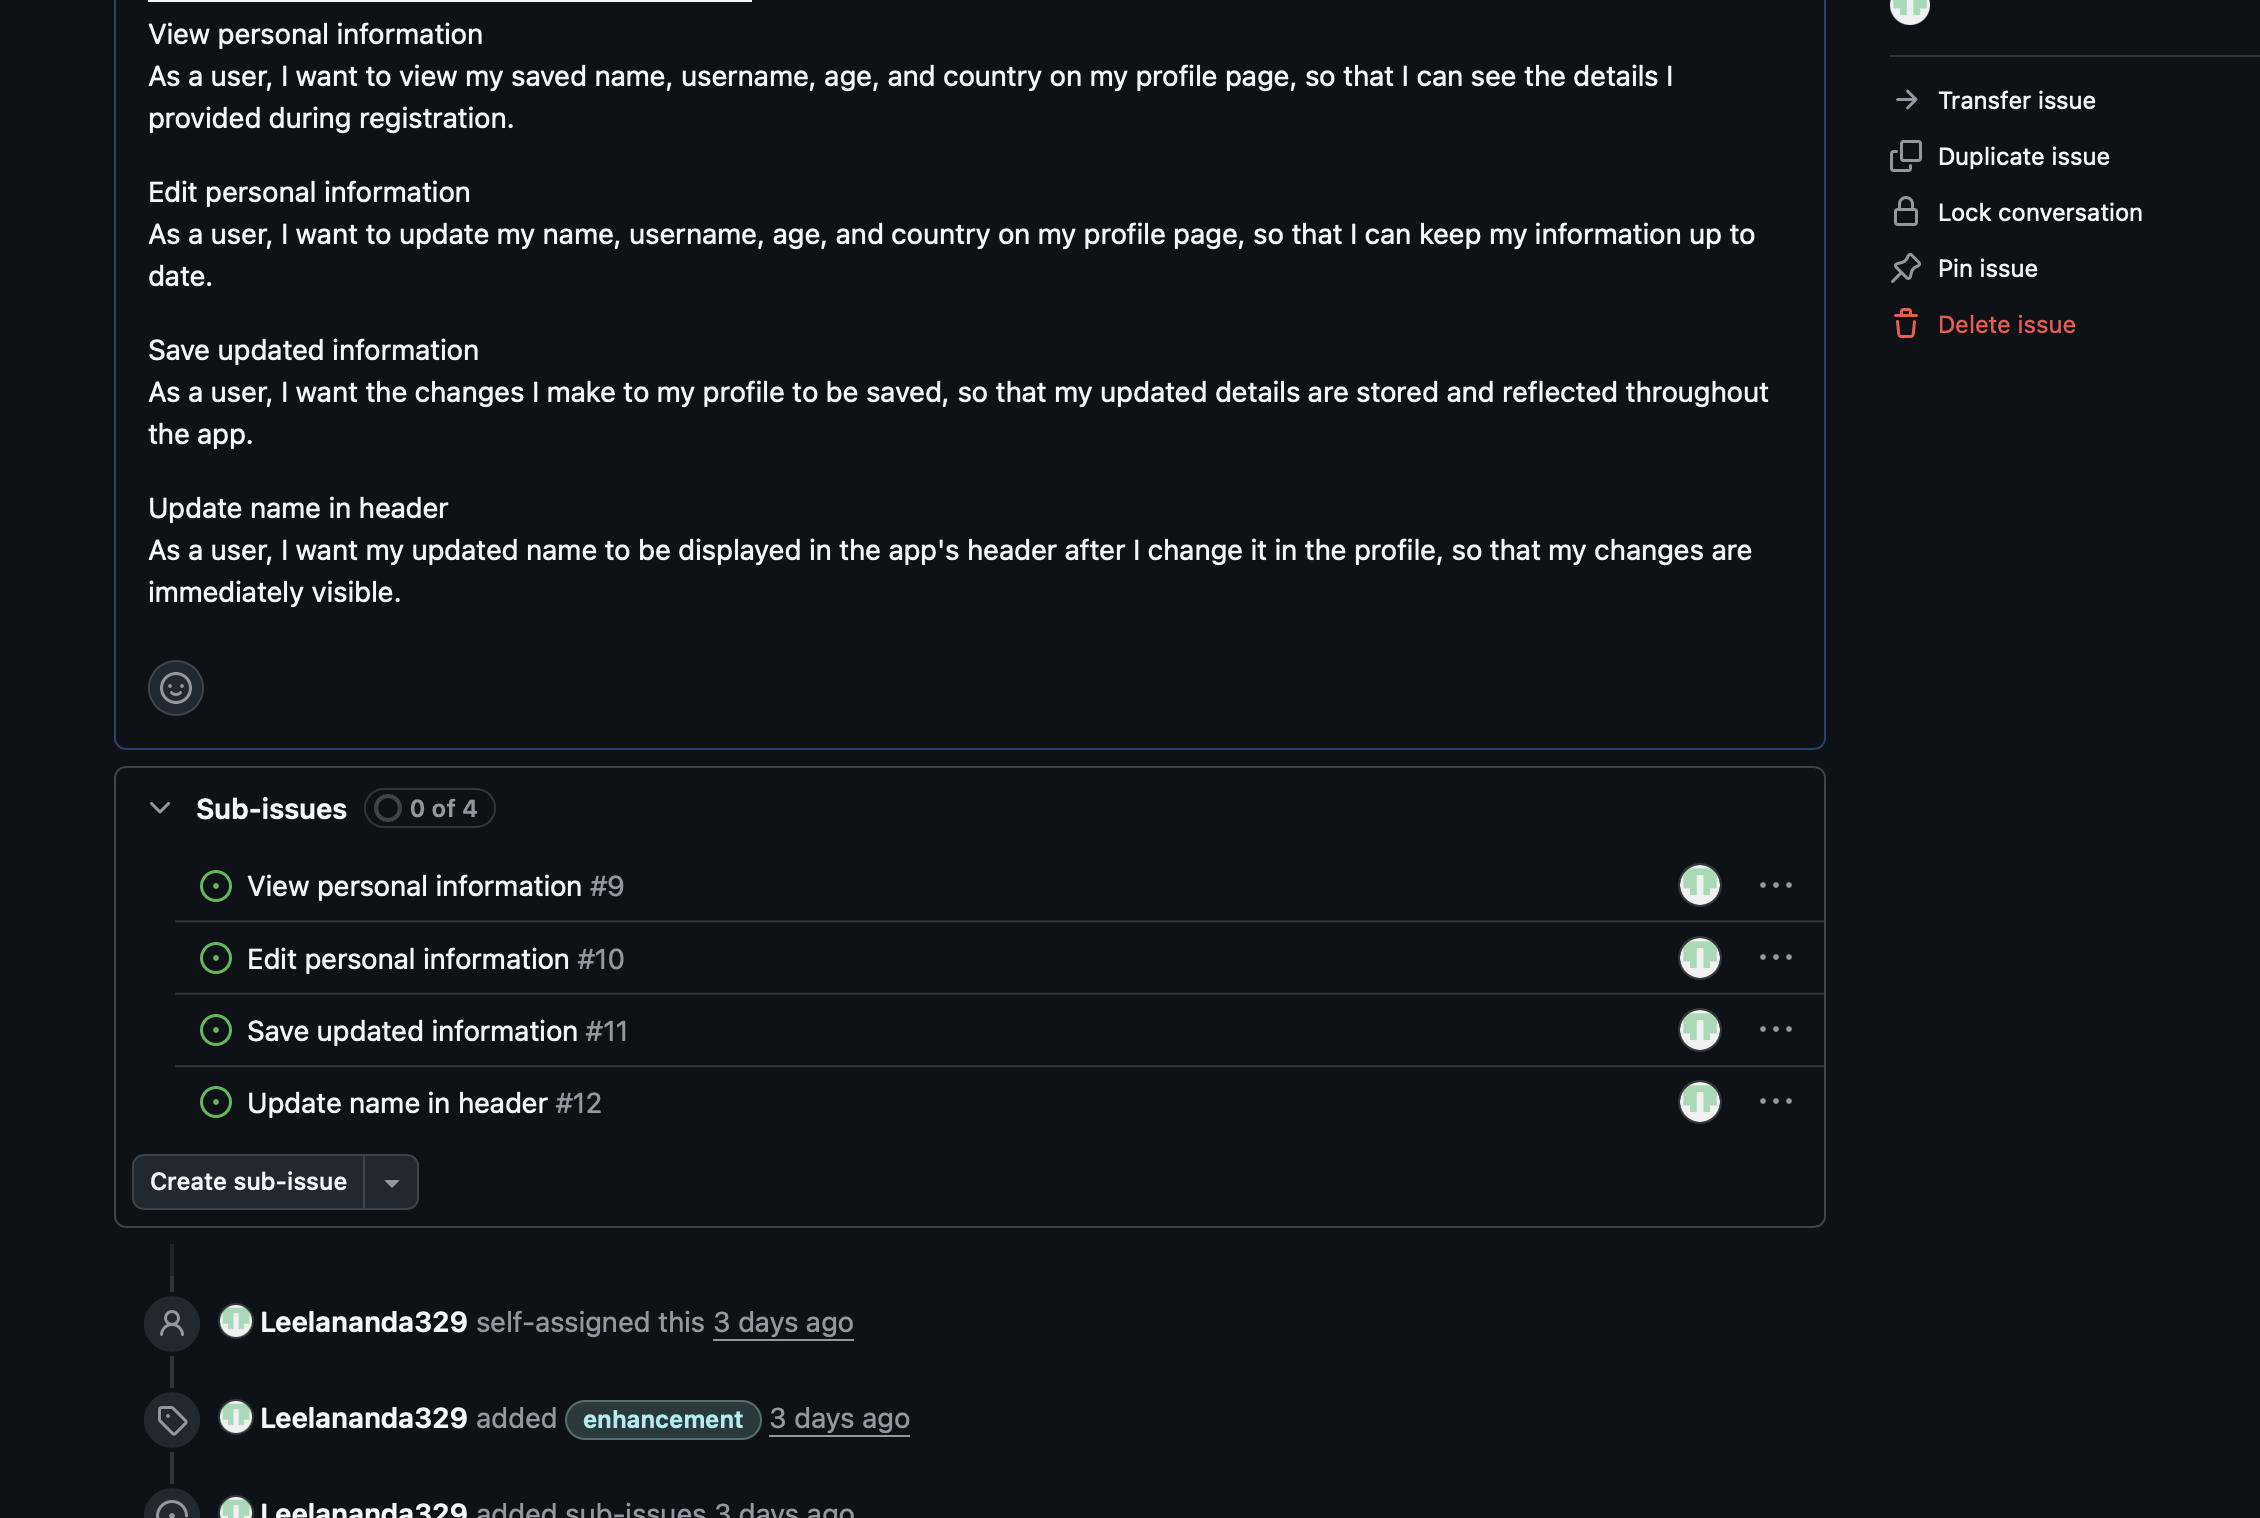 View personal information
As a user, I want to view my saved name, username, age, and country on my profile page, so that I can see the details I
provided during registration.
Edit personal information
As a user, I want to update my name, username, age, and country on my profile page, so that I can keep my information up to
date.
Save updated information
As a user, I want the changes I make to my profile to be saved, so that my updated details are stored and reflected throughout
the app.
Update name in header
As a user, I want my updated name to be displayed in the app's header after I change it in the profile, so that my changes are
immediately visible.
Sub-issues 0 of 4
View personal information #9
Edit personal information #10
Save updated information #11
Update name in header #12
Create sub-issue
Leelananda329 self-assigned this 3 days ago
Leelananda329 added enhancement 3 days ago
Leelananda329 added sub-issues 3 days ago
Transfer issue
Duplicate issue
Lock conversation
Pin issue
Delete issue